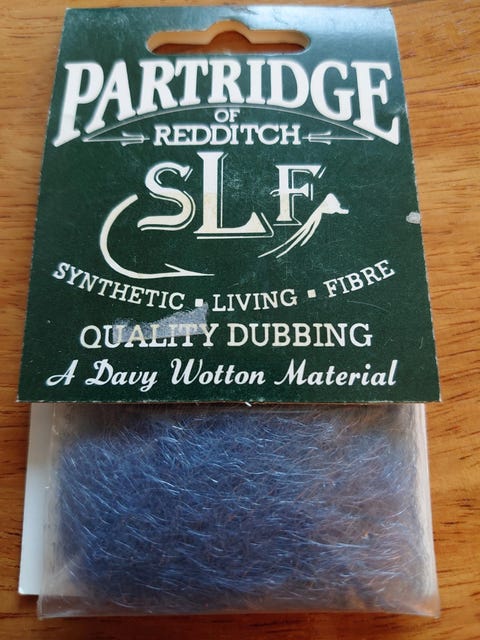 PARTRIDGE
OF
REDDITCH
SLF
SYNTHETIC ▪ LIVING ▪ FIBRE
QUALITY DUBBING
A Davy Wotton Material